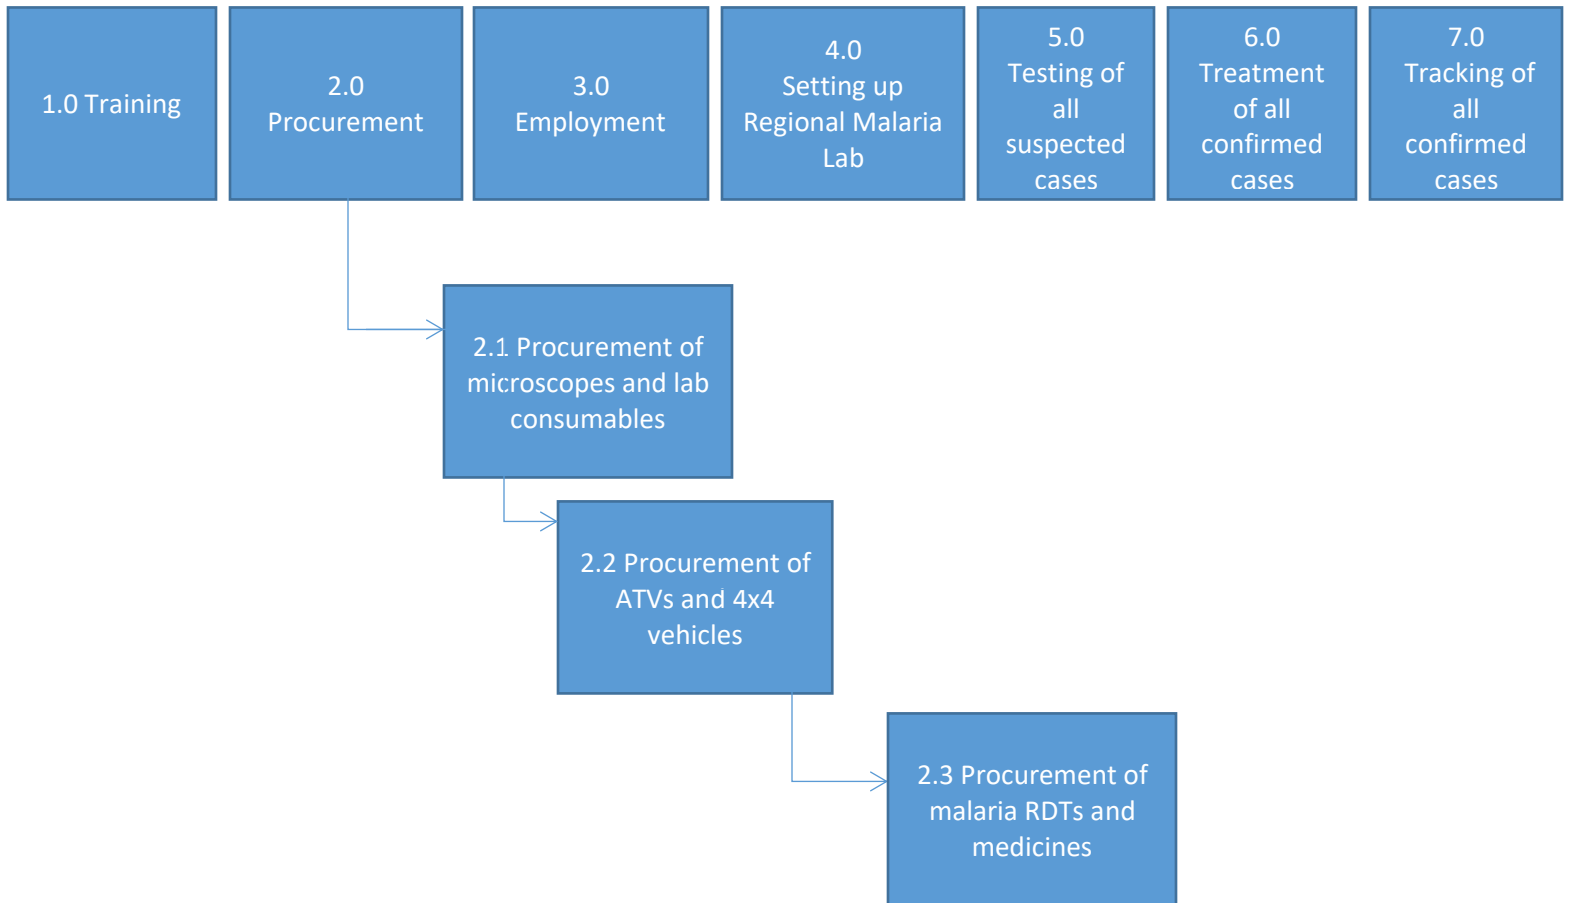 1.0 Training
2.0
Procurement
3.0
Employment
4.0
Setting up
Regional Malaria
Lab
5.0
Testing of
all
suspected
cases
6.0
Treatment
of all
confirmed
cases
7.0
Tracking of
all
confirmed
cases
2.1 Procurement of
microscopes and lab
consumables
2.2 Procurement of
ATVs and 4x4
vehicles
2.3 Procurement of
malaria RDTs and
medicines